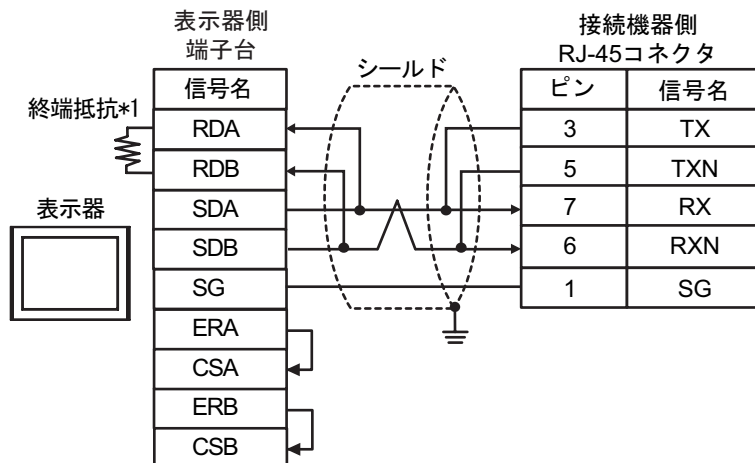 表示器側
端子台
接続機器側
RJ-45コネクタ
シールド
終端抵抗*1
表示器
信号名
RDA
RDB
SDA
SDB
SG
ERA
CSA
ERB
CSB
ピン 信号名
3 TX
5 TXN
7 RX
6 RXN
1 SG